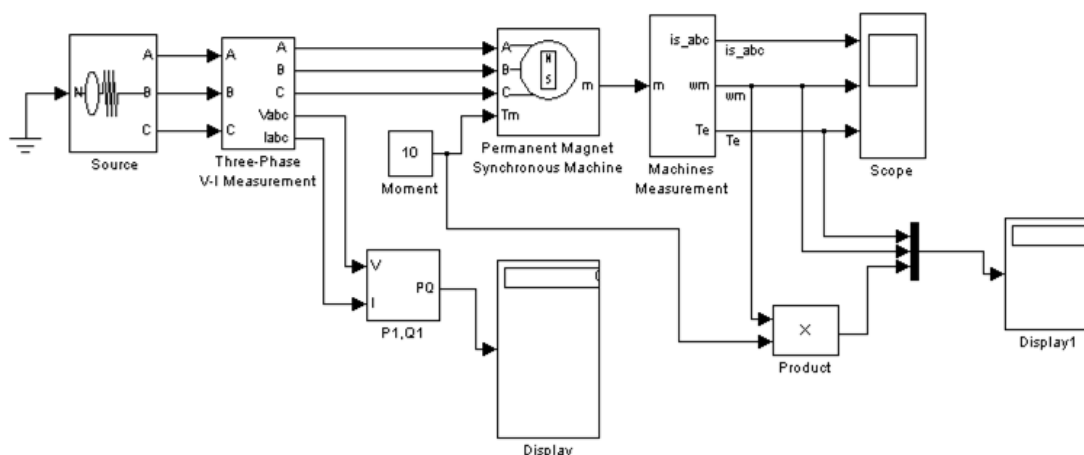 N
A
B
C
Source
A
B
C
A
B
C
Vabc
Iabc
Three-Phase
V-I Measurement
10
Moment
A
B
C
Tm
N
S
m
Permanent Magnet
Synchronous Machine
m
is_abc
wm
Te
Machines
Measurement
is_abc
wm
Te
Scope
V
I
PQ
P1,Q1
Display
×
Product
Display1